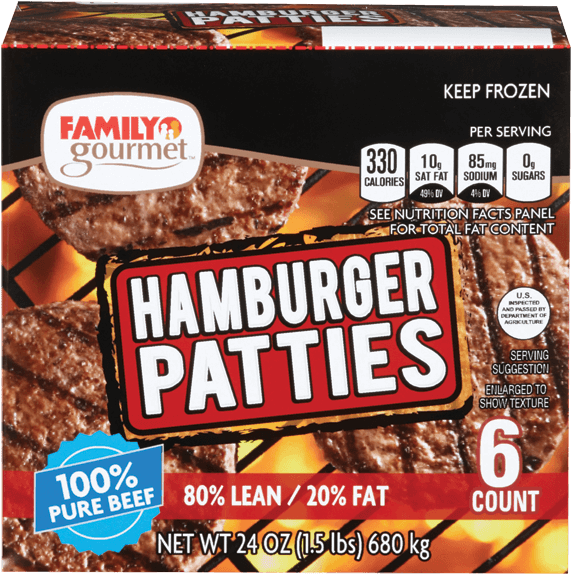 HAMBURGER
PATTIES
KEEP FROZEN
FAMILY
gourmet™
PER SERVING
330
CALORIES
10g
SAT FAT
49% DV
85mg
SODIUM
4% DV
0g
SUGARS
SEE NUTRITION FACTS PANEL
FOR TOTAL FAT CONTENT
HAMBURGER
PATTIES
U.S.
INSPECTED
AND PASSED BY
DEPARTMENT OF
AGRICULTURE
SERVING
SUGGESTION
ENLARGED TO
SHOW TEXTURE
6
COUNT
100%
PURE BEEF
80% LEAN / 20% FAT
NET WT 24 OZ (1.5 lbs) 680 kg